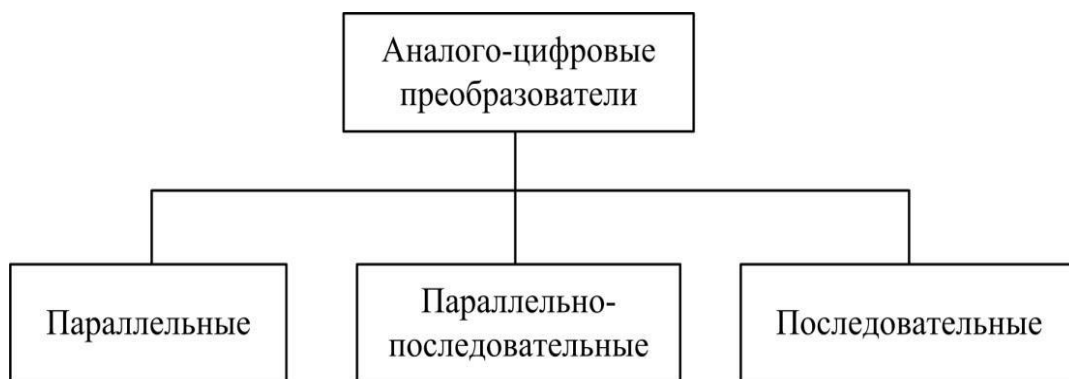 Аналого-цифровые
преобразователи
Параллельные
Параллельно-
последовательные
Последовательные